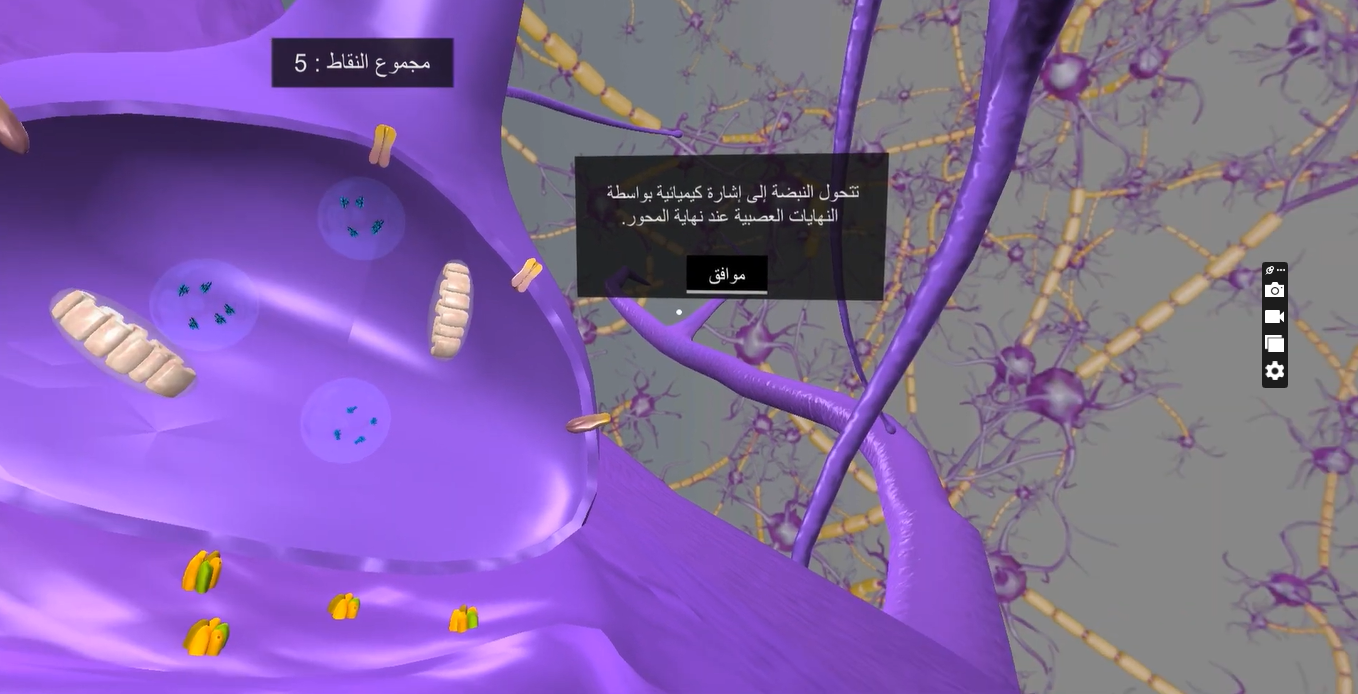 مجموع النقاط : 5
تتحول النبضة إلى إشارة كيميائية بواسطة
النهايات العصبية عند نهاية المحور.
موافق